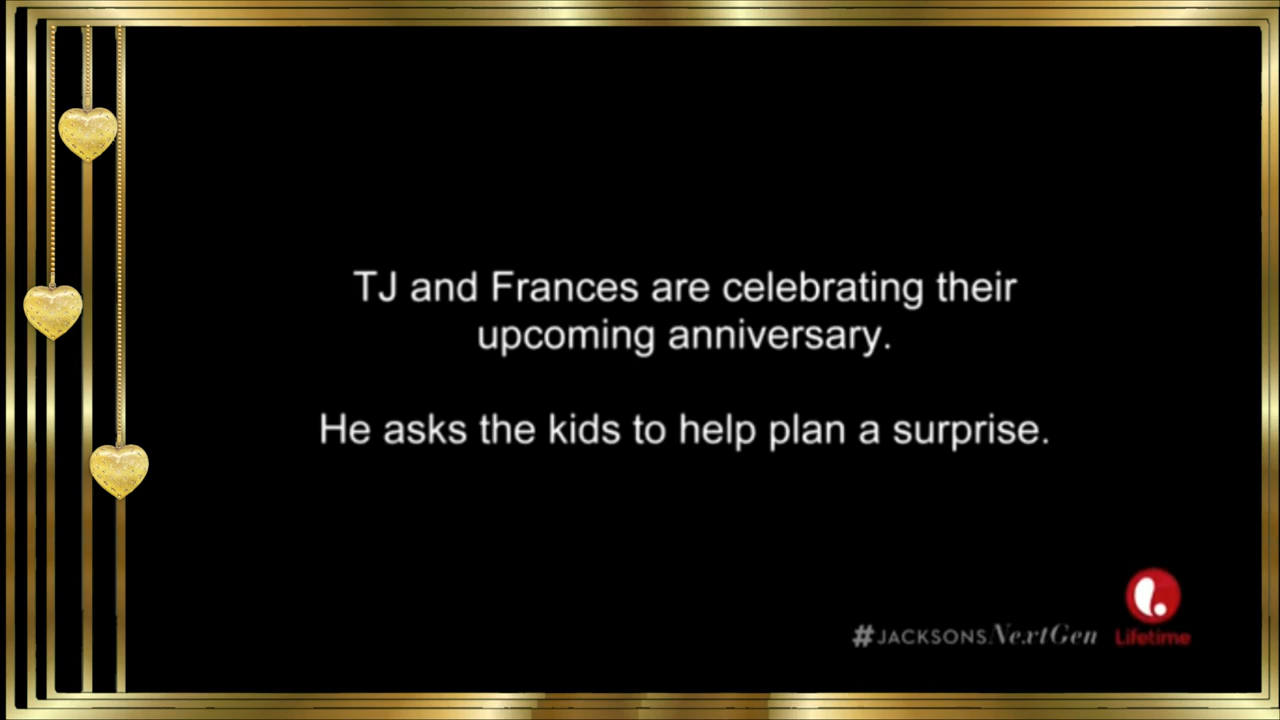 TJ and Frances are celebrating their
upcoming anniversary.
He asks the kids to help plan a surprise.
#JACKSONSNextGen
Lifetime